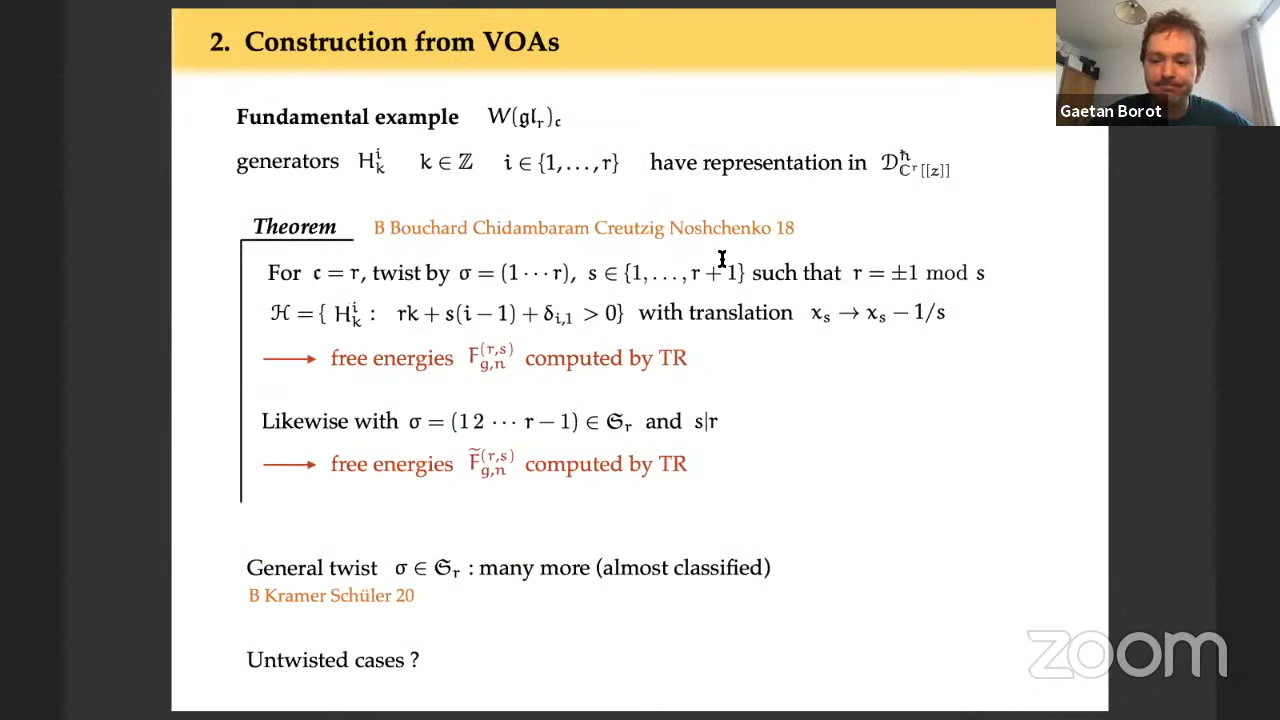 2. Construction from VOAs
Gaetan Borot
Fundamental example W(𝔤𝔩ᵣ)_𝔠
generators H^i_k k ∈ ℤ i ∈ {1,...,r} have representation in 𝒟^ℏ_{ℂ^r[[z]]}
Theorem B Bouchard Chidambaram Creutzig Noshchenko 18
For 𝔠 = r, twist by σ = (1 ··· r), s ∈ {1,...,r + 1} such that r = ±1 mod s
ℋ = { H^i_k : rk + s(i − 1) + δ_{i,1} > 0} with translation x_s → x_s − 1/s
⟶ free energies F^{(r,s)}_{g,n} computed by TR
Likewise with σ = (1 2 ··· r − 1) ∈ 𝔖_r and s|r
⟶ free energies F̃^{(r,s)}_{g,n} computed by TR
General twist σ ∈ 𝔖_r : many more (almost classified)
B Kramer Schüler 20
Untwisted cases ?
zoom